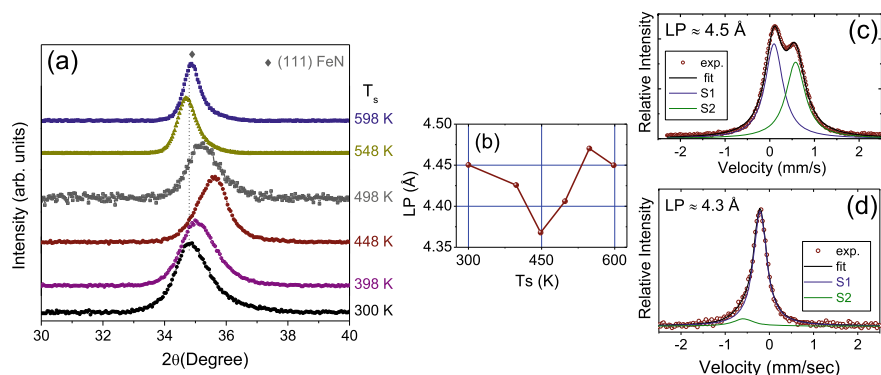 (a)
◆ (111) FeN
Ts
598 K
548 K
498 K
448 K
398 K
300 K
Intensity (arb. units)
30 32 34 36 38 40
2θ(Degree)
(b)
4.50
4.45
4.40
4.35
LP (Å)
300 400 450 500 600
Ts (K)
LP ≈ 4.5 Å
(c)
exp.
fit
S1
S2
Relative Intensity
-2 -1 0 1 2
Velocity (mm/s)
LP ≈ 4.3 Å
(d)
exp.
fit
S1
S2
Relative Intensity
-2 -1 0 1 2
Velocity (mm/sec)